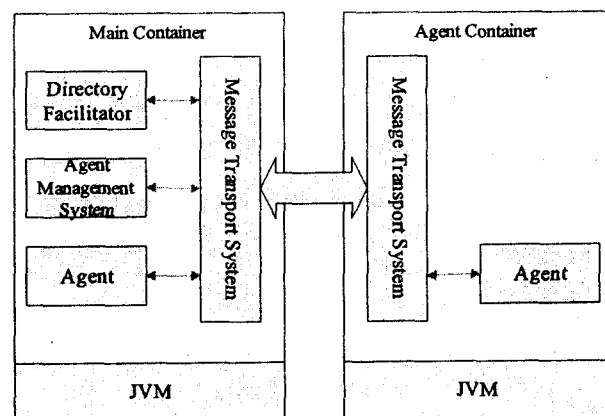 Main Container
Directory
Facilitator
Agent
Management
System
Agent
Message Transport System
JVM
Agent Container
Message Transport System
Agent
JVM